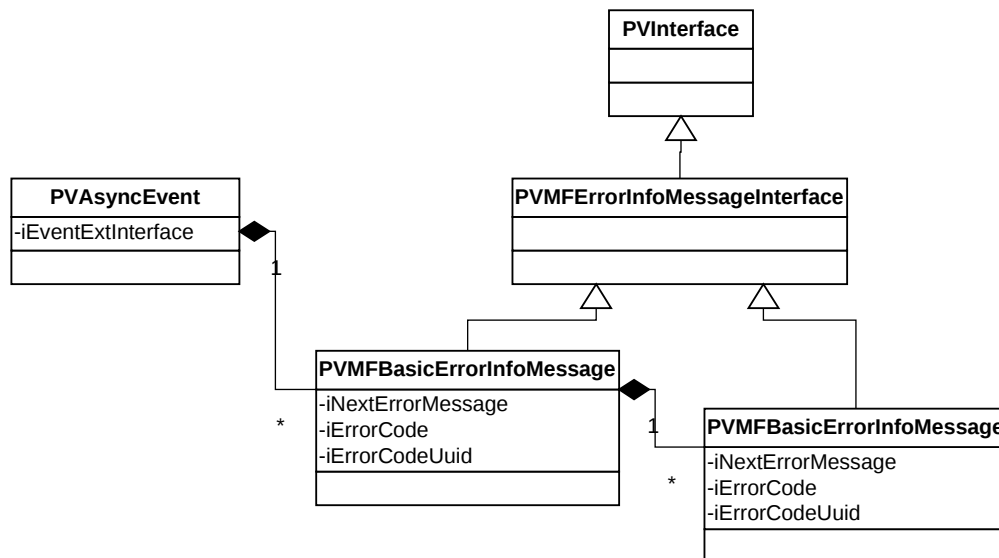 PVInterface
PVAsyncEvent
-iEventExtInterface
PVMFErrorInfoMessageInterface
1
PVMFBasicErrorInfoMessage
-iNextErrorMessage
-iErrorCode
-iErrorCodeUuid
*
1
PVMFBasicErrorInfoMessage
-iNextErrorMessage
-iErrorCode
-iErrorCodeUuid
*